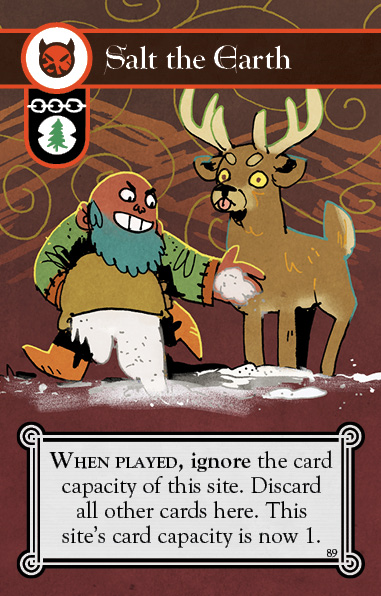 Salt the Earth
WHEN PLAYED, ignore the card
capacity of this site. Discard
all other cards here. This
site's card capacity is now 1.
89